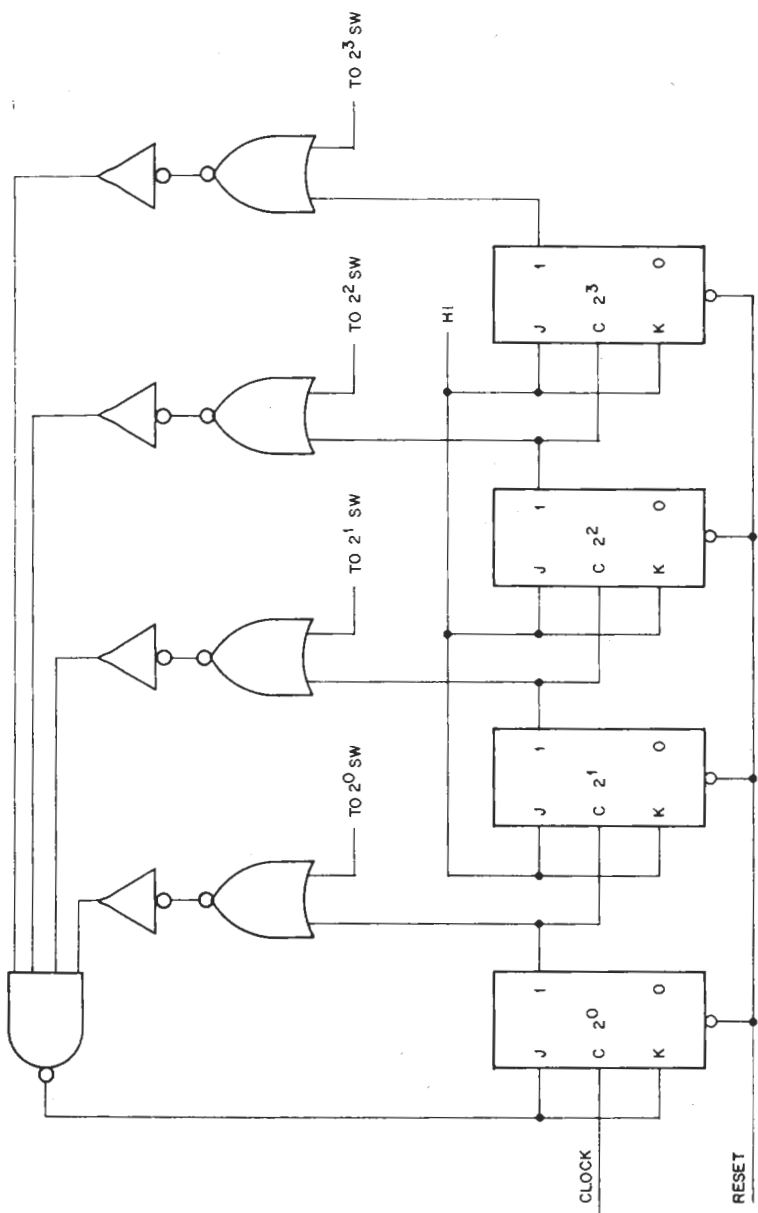 TO 2³ SW
TO 2² SW
HI
TO 2¹ SW
TO 2⁰ SW
J 1
C 2³
K 0
J 1
C 2²
K 0
J 1
C 2¹
K 0
J 1
C 2⁰
K 0
CLOCK
RESET